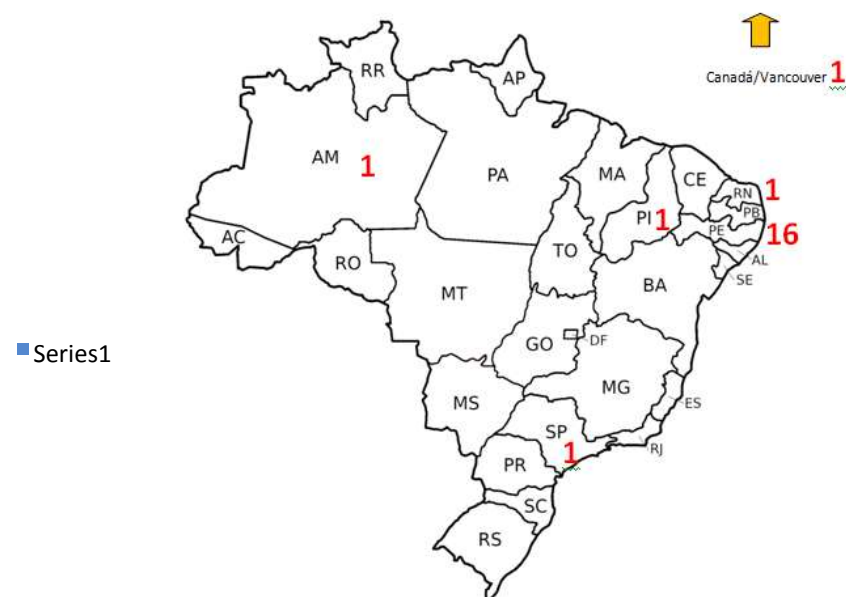 Canadá/Vancouver 1
RR
AP
AM 1
PA
MA
CE
RN 1
PB
PI 1
PE 16
AC
TO
AL
RO
SE
BA
MT
GO
DF
Series1
MG
MS
ES
SP
RJ
1
PR
SC
RS